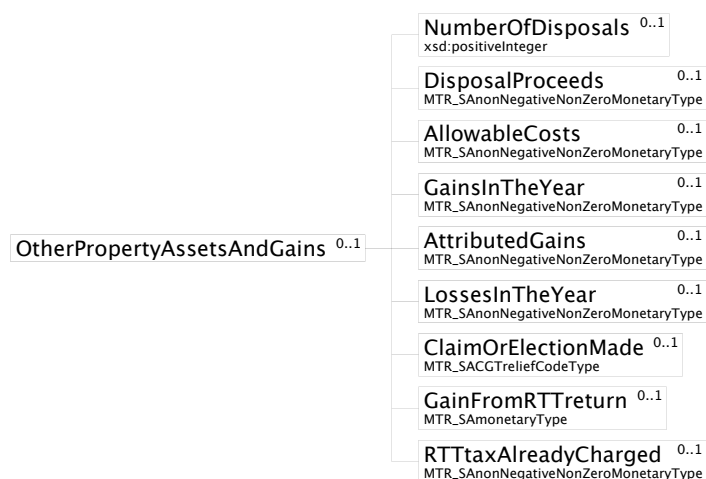 NumberOfDisposals 0..1
xsd:positiveInteger
DisposalProceeds 0..1
MTR_SAnonNegativeNonZeroMonetaryType
AllowableCosts 0..1
MTR_SAnonNegativeNonZeroMonetaryType
GainsInTheYear 0..1
MTR_SAnonNegativeNonZeroMonetaryType
OtherPropertyAssetsAndGains 0..1
AttributedGains 0..1
MTR_SAnonNegativeNonZeroMonetaryType
LossesInTheYear 0..1
MTR_SAnonNegativeNonZeroMonetaryType
ClaimOrElectionMade 0..1
MTR_SACGTreliefCodeType
GainFromRTTreturn 0..1
MTR_SAmonetaryType
RTTtaxAlreadyCharged 0..1
MTR_SAnonNegativeNonZeroMonetaryType